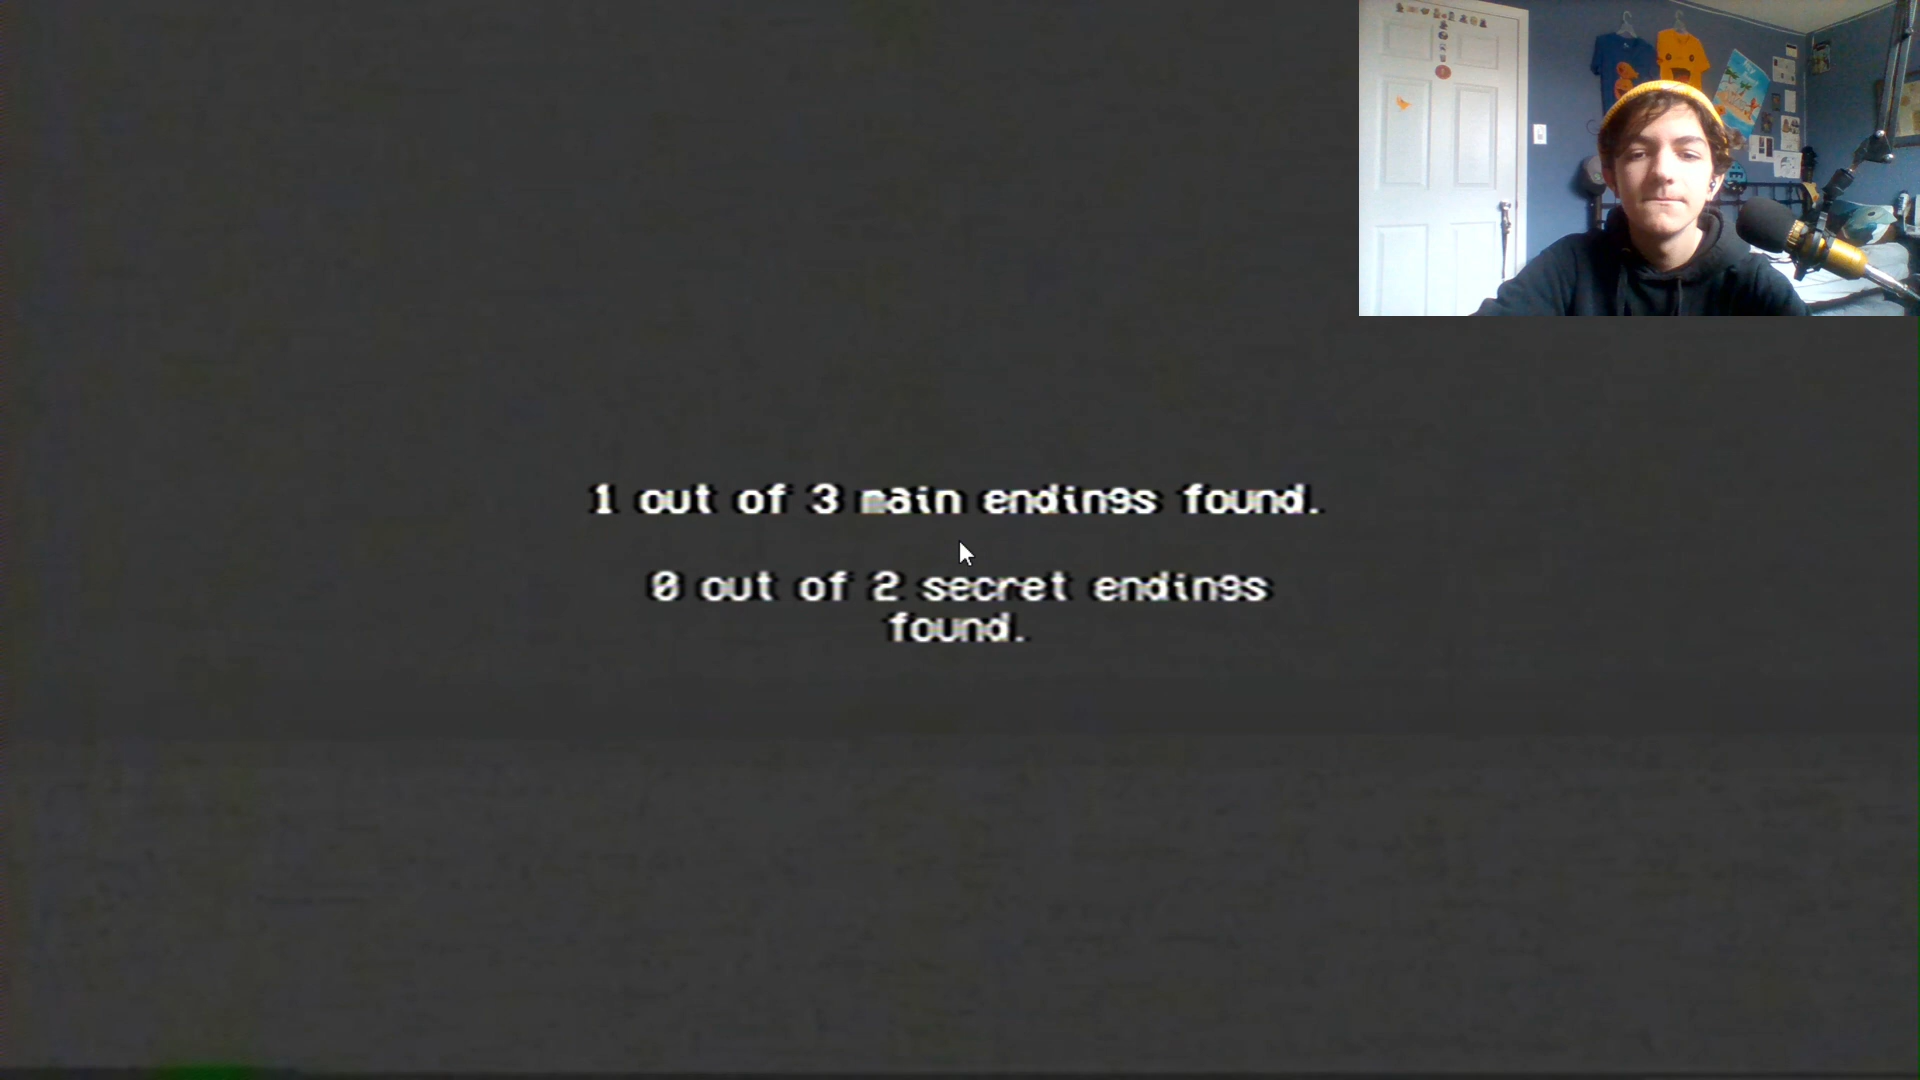 1 out of 3 main endings found.
0 out of 2 secret endings
found.